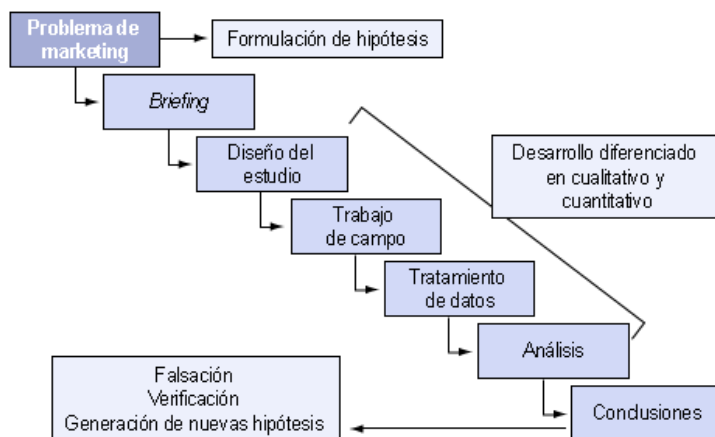 Problema de
marketing
Formulación de hipótesis
Briefing
Diseño del
estudio
Desarrollo diferenciado
en cualitativo y
cuantitativo
Trabajo
de campo
Tratamiento
de datos
Análisis
Falsación
Verificación
Generación de nuevas hipótesis
Conclusiones